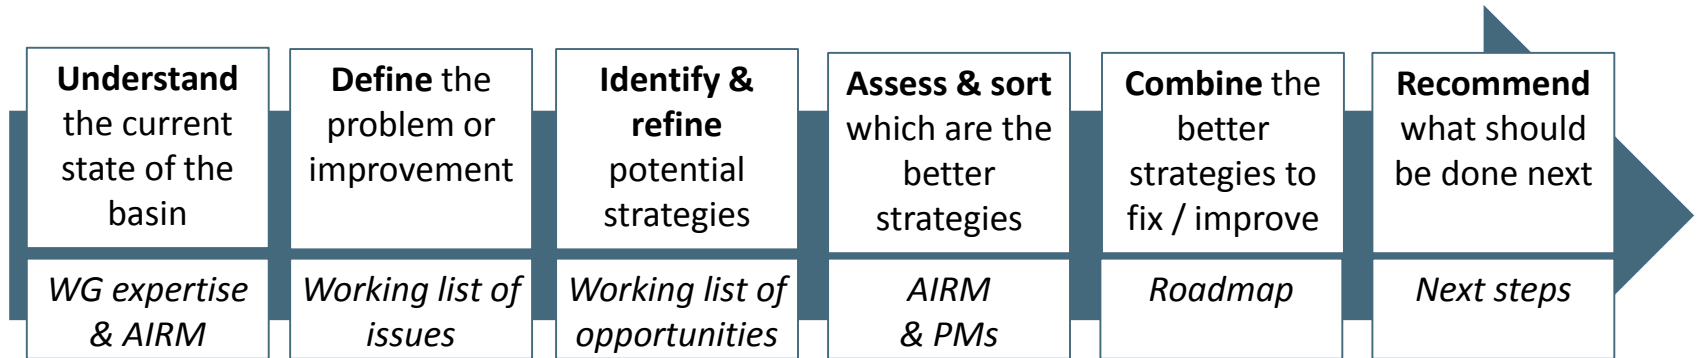 Understand
the current
state of the
basin
WG expertise
& AIRM
Define the
problem or
improvement
Working list of
issues
Identify &
refine
potential
strategies
Working list of
opportunities
Assess & sort
which are the
better
strategies
AIRM
& PMs
Combine the
better
strategies to
fix / improve
Roadmap
Recommend
what should
be done next
Next steps